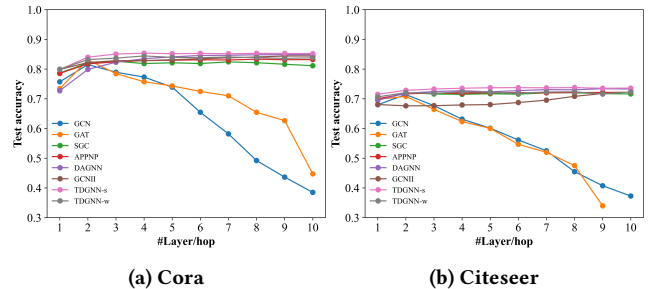 1.0
0.9
0.8
0.7
0.6
0.5
0.4
0.3
Test accuracy
GCN
GAT
SGC
APPNP
DAGNN
GCNII
TDGNN-s
TDGNN-w
1 2 3 4 5 6 7 8 9 10
#Layer/hop
(a) Cora
1.0
0.9
0.8
0.7
0.6
0.5
0.4
0.3
Test accuracy
GCN
GAT
SGC
APPNP
DAGNN
GCNII
TDGNN-s
TDGNN-w
1 2 3 4 5 6 7 8 9 10
#Layer/hop
(b) Citeseer